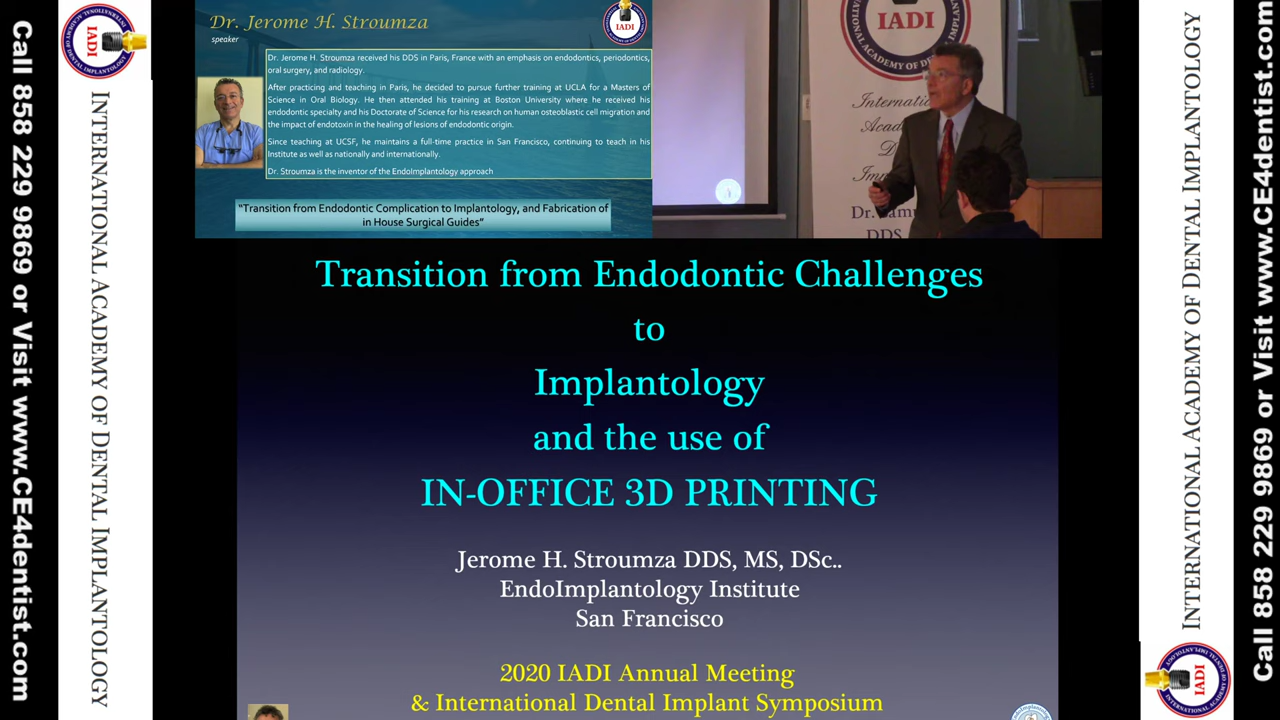 Call 858 229 9869 or Visit www.CE4dentist.com
IADI
INTERNATIONAL ACADEMY OF DENTAL IMPLANTOLOGY
Dr. Jerome H. Stroumza
speaker
IADI
Dr. Jerome H. Stroumza received his DDS in Paris, France with an emphasis on endodontics, periodontics,
oral surgery, and radiology.
After practicing and teaching in Paris, he decided to pursue further training at UCLA for a Masters of
Science in Oral Biology. He then attended his training at Boston University where he received his
endodontic specialty and his Doctorate of Science for his research on human osteoblastic cell migration and
the impact of endotoxin in the healing of lesions of endodontic origin.
Since teaching at UCSF, he maintains a full-time practice in San Francisco, continuing to teach in his
Institute as well as nationally and internationally.
Dr. Stroumza is the inventor of the EndoImplantology approach
"Transition from Endodontic Complication to Implantology, and Fabrication of
in House Surgical Guides"
IADI
Dr.
DDS
Transition from Endodontic Challenges
to
Implantology
and the use of
IN-OFFICE 3D PRINTING
Jerome H. Stroumza DDS, MS, DSc..
EndoImplantology Institute
San Francisco
2020 IADI Annual Meeting
& International Dental Implant Symposium
INTERNATIONAL ACADEMY OF DENTAL IMPLANTOLOGY
IADI
Call 858 229 9869 or Visit www.CE4dentist.com